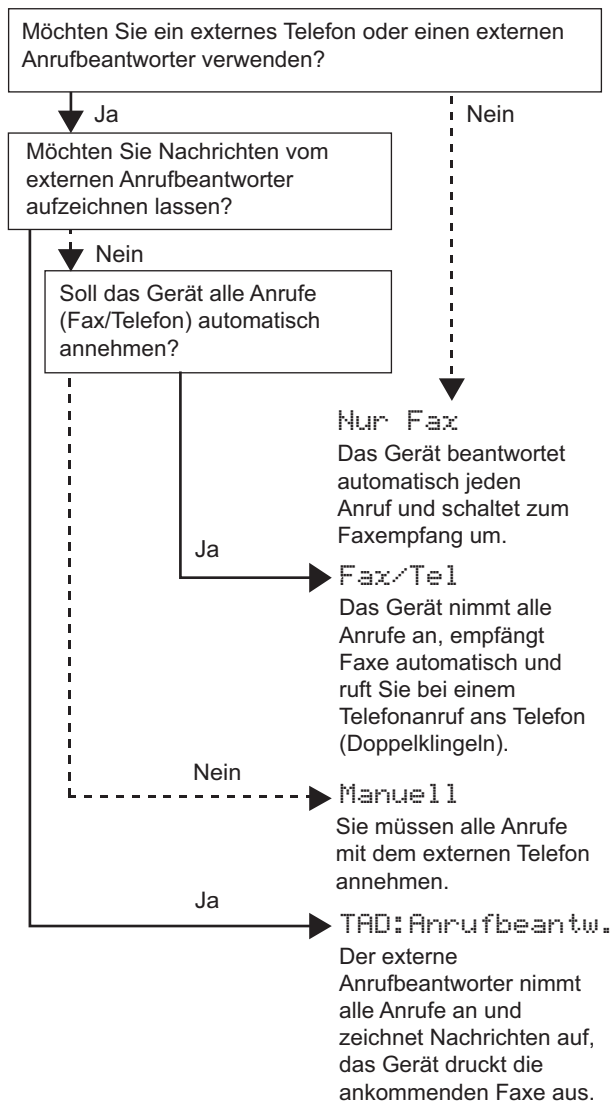 Möchten Sie ein externes Telefon oder einen externen
Anrufbeantworter verwenden?
Ja
Nein
Möchten Sie Nachrichten vom
externen Anrufbeantworter
aufzeichnen lassen?
Nein
Soll das Gerät alle Anrufe
(Fax/Telefon) automatisch
annehmen?
Nur Fax
Das Gerät beantwortet
automatisch jeden
Anruf und schaltet zum
Faxempfang um.
Ja
Fax/Tel
Das Gerät nimmt alle
Anrufe an, empfängt
Faxe automatisch und
ruft Sie bei einem
Telefonanruf ans Telefon
(Doppelklingeln).
Nein
Manuell
Sie müssen alle Anrufe
mit dem externen Telefon
annehmen.
Ja
TAD:Anrufbeantw.
Der externe
Anrufbeantworter nimmt
alle Anrufe an und
zeichnet Nachrichten auf,
das Gerät druckt die
ankommenden Faxe aus.